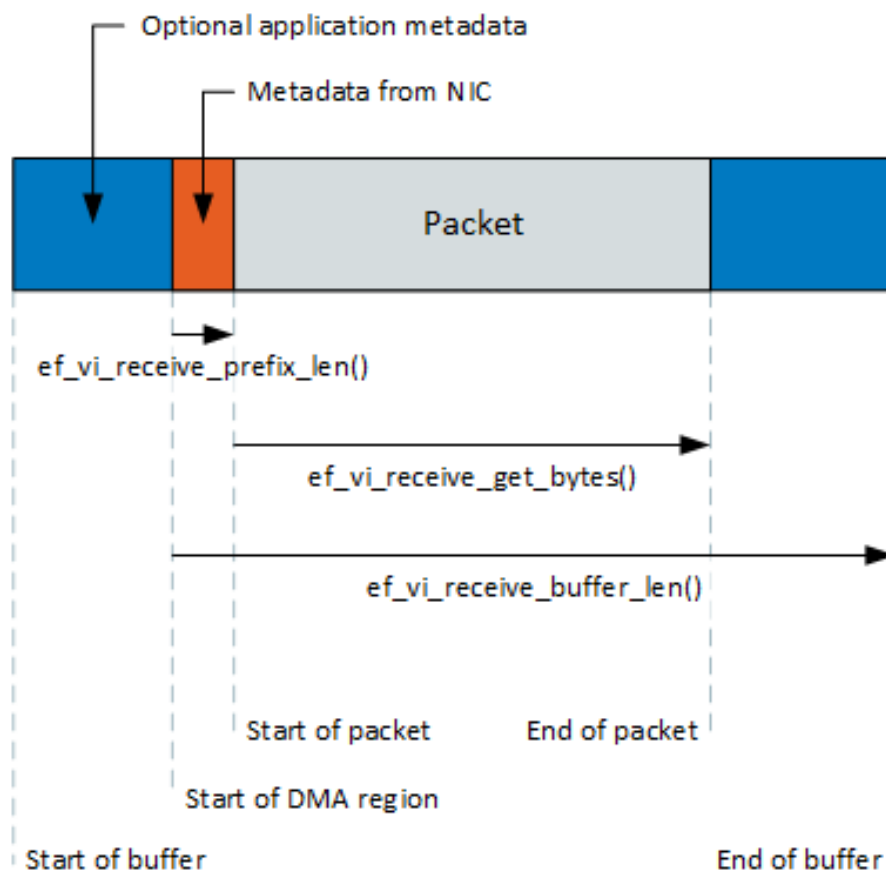 Optional application metadata
Metadada from NIC
Packet
ef_vi_receive_prefix_len()
ef_vi_receive_get_bytes()
ef_vi_receive_buffer_len()
Start of packet
End of packet
Start of DMA region
Start of buffer
End of buffer